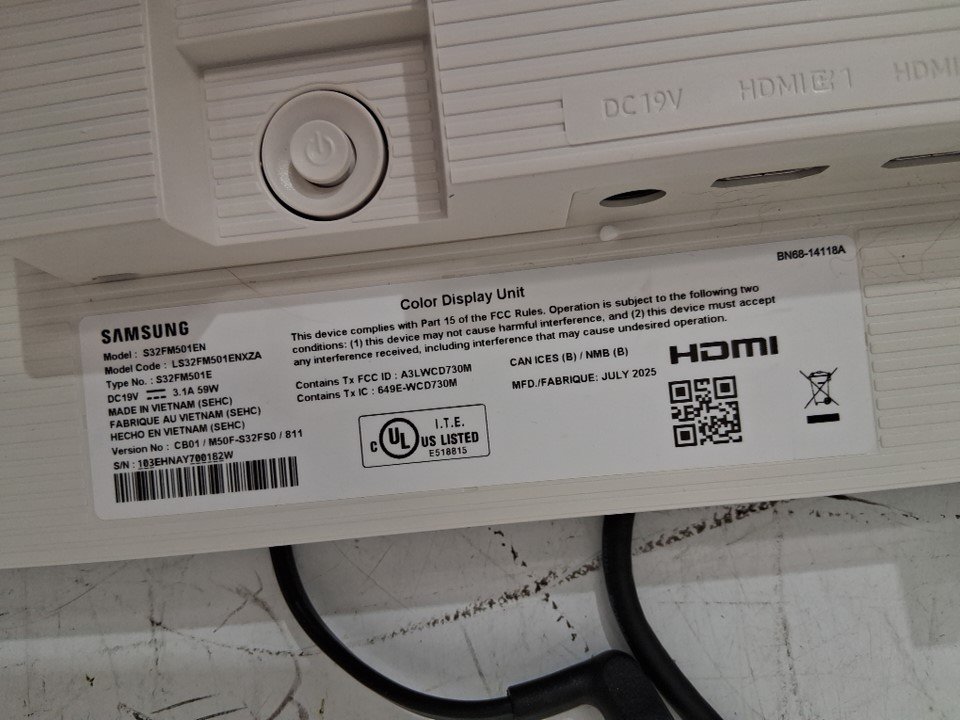 DC 19V
HDMI 1
HDMI
BN68-14118A
SAMSUNG
Model : S32FM501EN
Model Code : LS32FM501ENXZA
Type No. : S32FM501E
DC19V 3.1A 59W
MADE IN VIETNAM (SEHC)
FABRIQUE AU VIETNAM (SEHC)
HECHO EN VIETNAM (SEHC)
Version No : CB01 / M50F-S32FS0 / 811
S/N : 103EHNAY700182W
Color Display Unit
This device complies with Part 15 of the FCC Rules. Operation is subject to the following two
conditions: (1) this device may not cause harmful interference, and (2) this device must accept
any interference received, including interference that may cause undesired operation.
Contains Tx FCC ID : A3LWCD730M
Contains Tx IC : 649E-WCD730M
CAN ICES (B) / NMB (B)
MFD./FABRIQUE: JULY 2025
HDMI
C UL US LISTED
I.T.E.
E518815